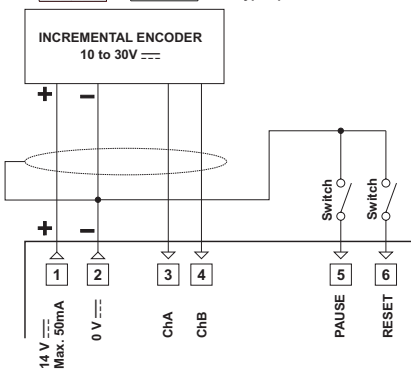 INCREMENTAL ENCODER
10 to 30V
+ −
+ −
Switch Switch
1 2 3 4 5 6
14 V
Max. 50mA
0 V
ChA
ChB
PAUSE
RESET